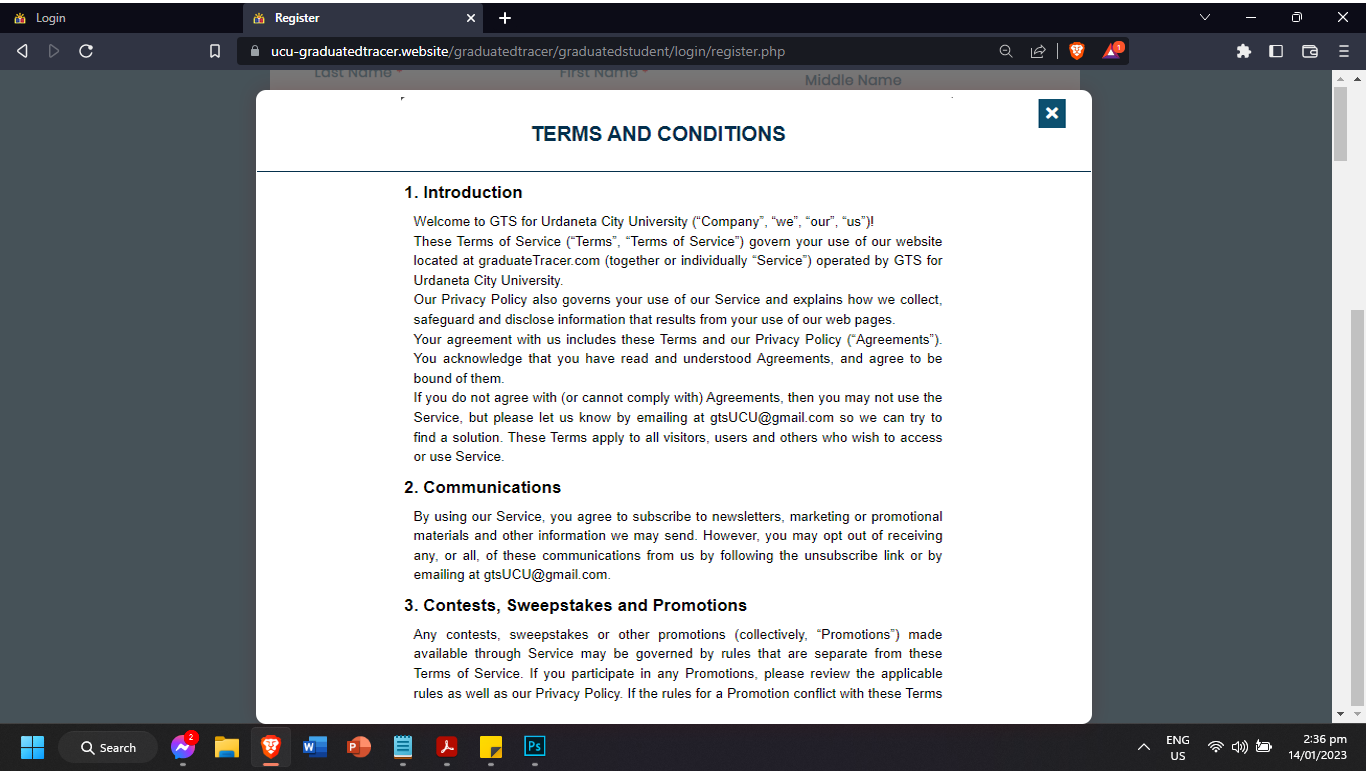 Login
Register
ucu-graduatedtracer.website/graduatedtracer/graduatedstudent/login/register.php
1
Last Name *
First Name *
Middle Name
TERMS AND CONDITIONS
1. Introduction
Welcome to GTS for Urdaneta City University (“Company”, “we”, “our”, “us”)!
These Terms of Service (“Terms”, “Terms of Service”) govern your use of our website
located at graduateTracer.com (together or individually “Service”) operated by GTS for
Urdaneta City University.
Our Privacy Policy also governs your use of our Service and explains how we collect,
safeguard and disclose information that results from your use of our web pages.
Your agreement with us includes these Terms and our Privacy Policy (“Agreements”).
You acknowledge that you have read and understood Agreements, and agree to be
bound of them.
If you do not agree with (or cannot comply with) Agreements, then you may not use the
Service, but please let us know by emailing at gtsUCU@gmail.com so we can try to
find a solution. These Terms apply to all visitors, users and others who wish to access
or use Service.
2. Communications
By using our Service, you agree to subscribe to newsletters, marketing or promotional
materials and other information we may send. However, you may opt out of receiving
any, or all, of these communications from us by following the unsubscribe link or by
emailing at gtsUCU@gmail.com.
3. Contests, Sweepstakes and Promotions
Any contests, sweepstakes or other promotions (collectively, “Promotions”) made
available through Service may be governed by rules that are separate from these
Terms of Service. If you participate in any Promotions, please review the applicable
rules as well as our Privacy Policy. If the rules for a Promotion conflict with these Terms
Search
2
W
P
Ps
ENG
US
2:36 pm
14/01/2023